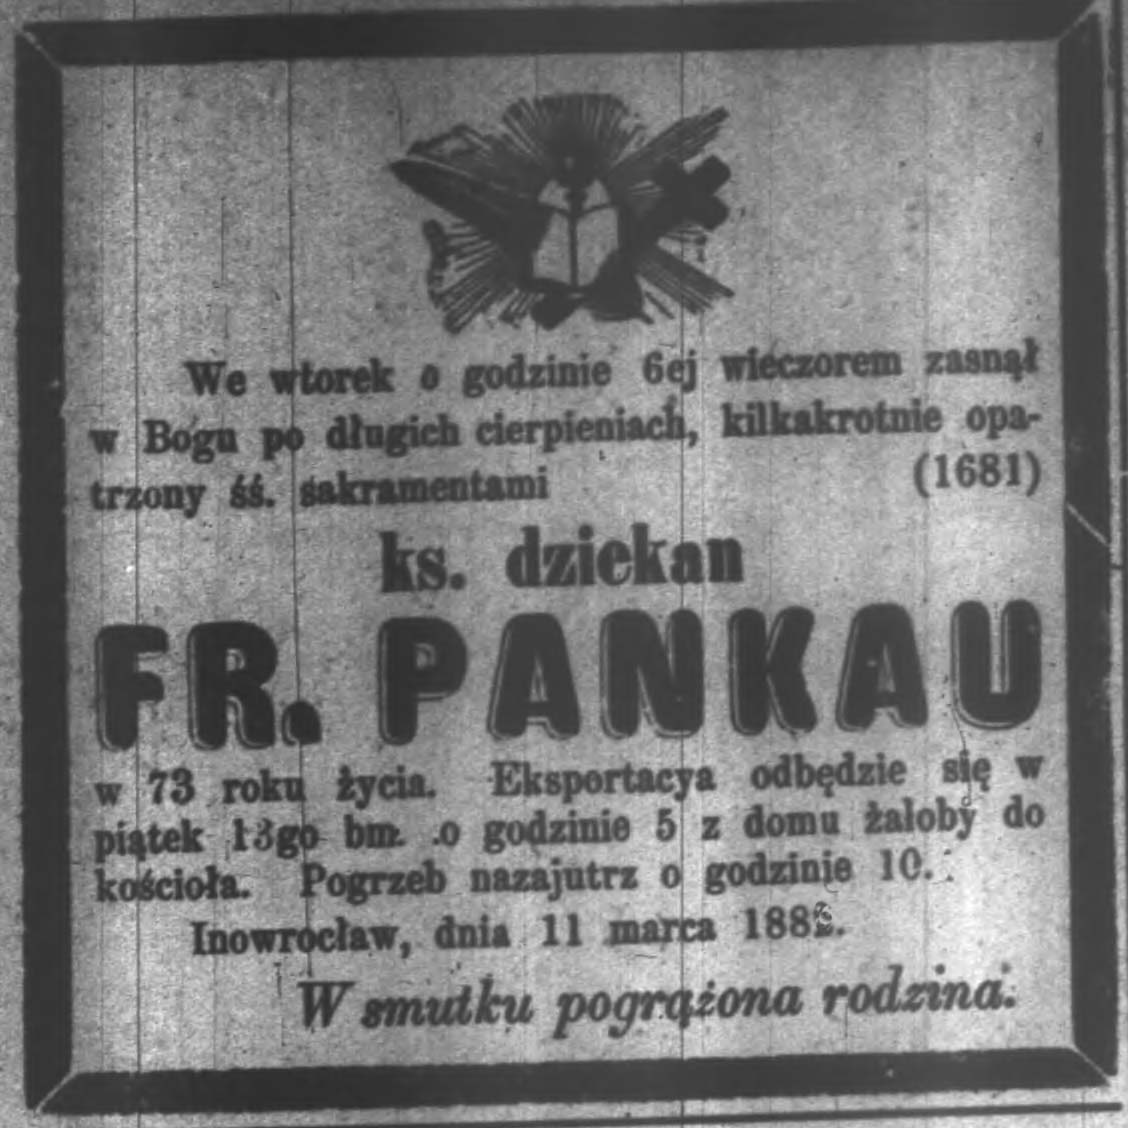 We wtorek o godzinie 6ej wieczorem zasnął
w Bogu po długich cierpieniach, kilkakrotnie opa-
trzony śś. sakramentami (1681)
ks. dziekan
FR. PANKAU
w 73 roku życia. Eksportacya odbędzie się w
piątek 13go bm. o godzinie 5 z domu żałoby do
kościoła. Pogrzeb nazajutrz o godzinie 10.
Inowrocław, dnia 11 marca
W smutku pogrążona rodzina.